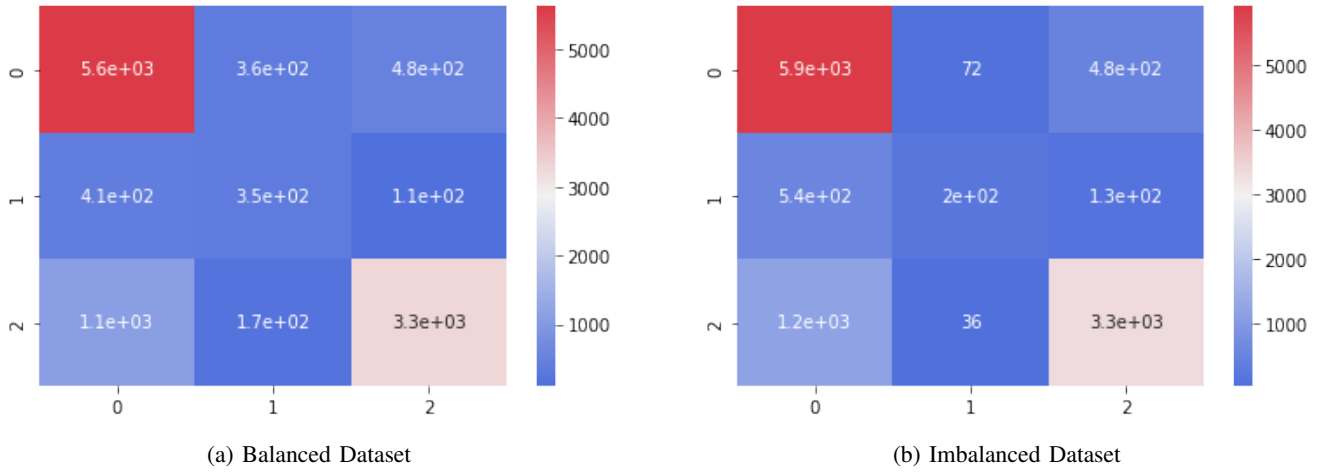 0 5.6e+03 3.6e+02 4.8e+02
1 4.1e+02 3.5e+02 1.1e+02
2 1.1e+03 1.7e+02 3.3e+03
0 1 2
5000
4000
3000
2000
1000
(a) Balanced Dataset
0 5.9e+03 72 4.8e+02
1 5.4e+02 2e+02 1.3e+02
2 1.2e+03 36 3.3e+03
0 1 2
5000
4000
3000
2000
1000
(b) Imbalanced Dataset